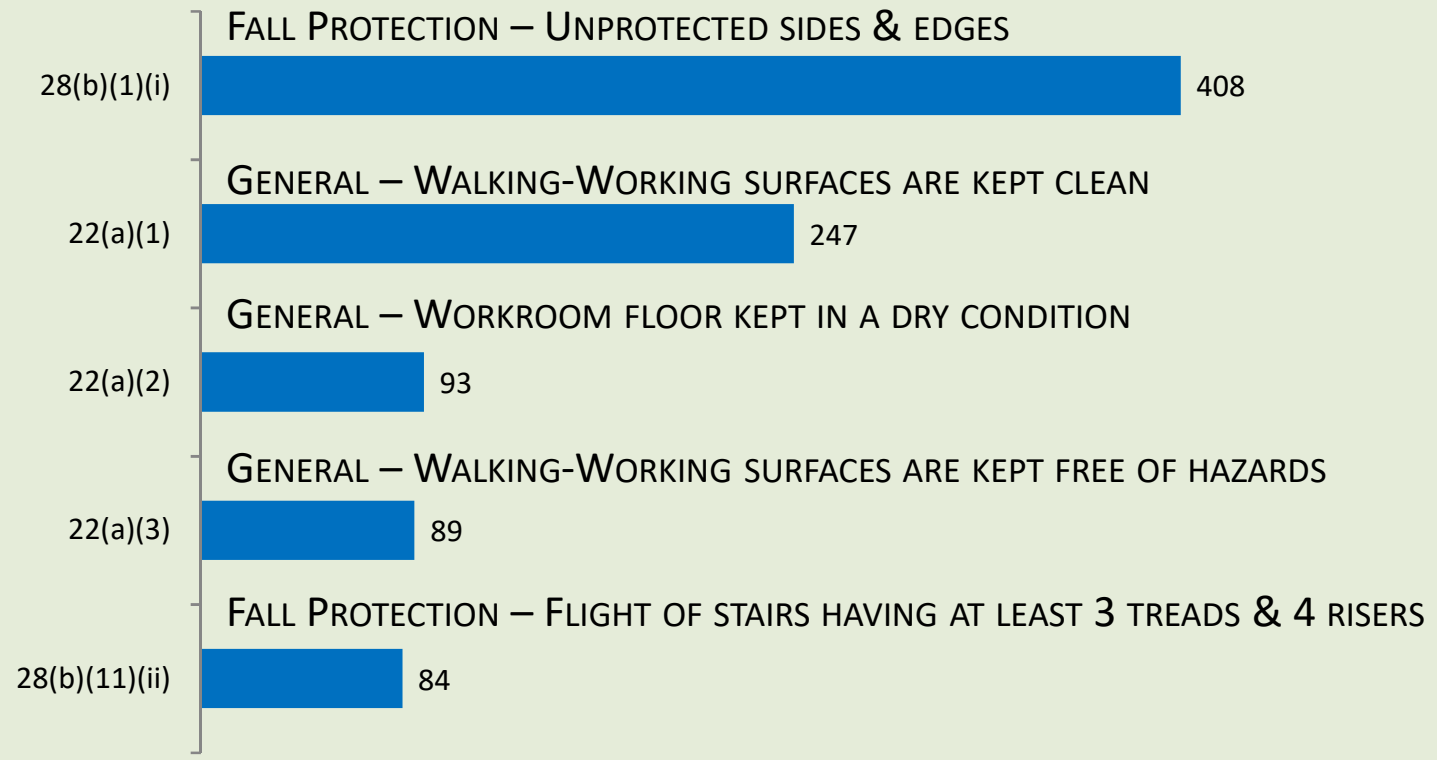 Fall Protection – Unprotected sides & edges
28(b)(1)(i) 408
General – Walking-Working surfaces are kept clean
22(a)(1) 247
General – Workroom floor kept in a dry condition
22(a)(2) 93
General – Walking-Working surfaces are kept free of hazards
22(a)(3) 89
Fall Protection – Flight of stairs having at least 3 treads & 4 risers
28(b)(11)(ii) 84